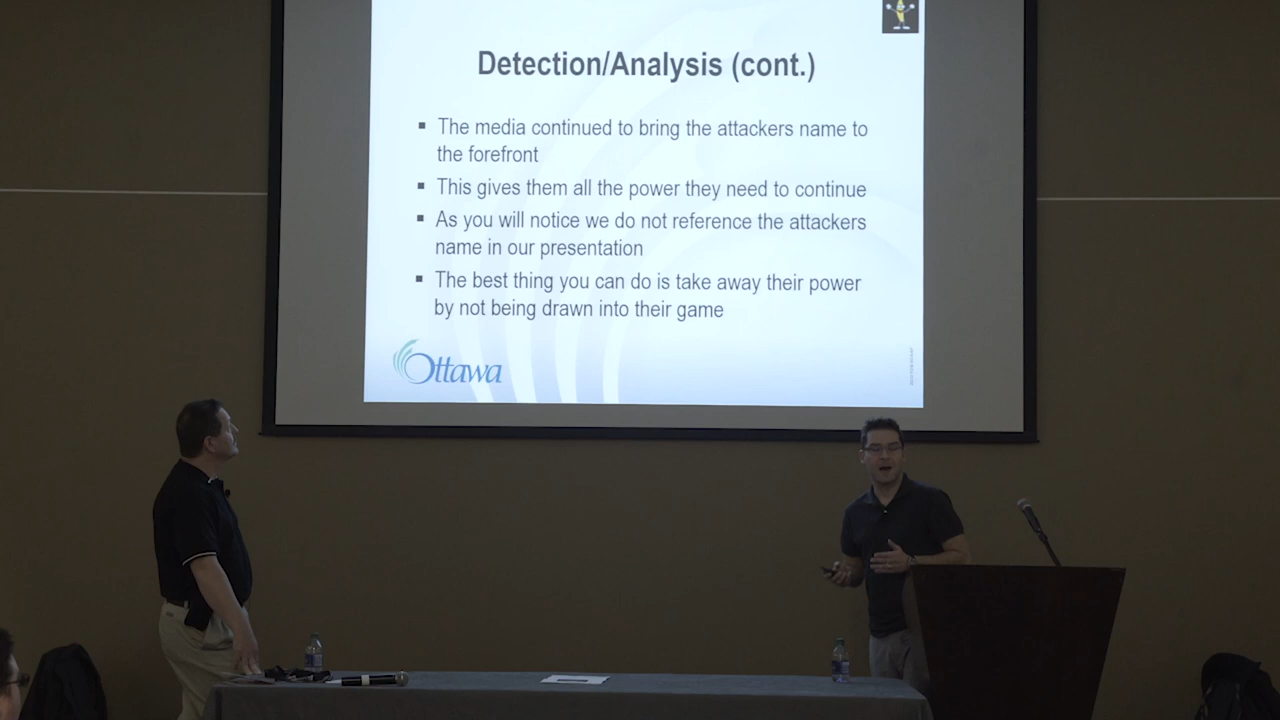 Detection/Analysis (cont.)
▪ The media continued to bring the attackers name to
the forefront
▪ This gives them all the power they need to continue
▪ As you will notice we do not reference the attackers
name in our presentation
▪ The best thing you can do is take away their power
by not being drawn into their game
Ottawa